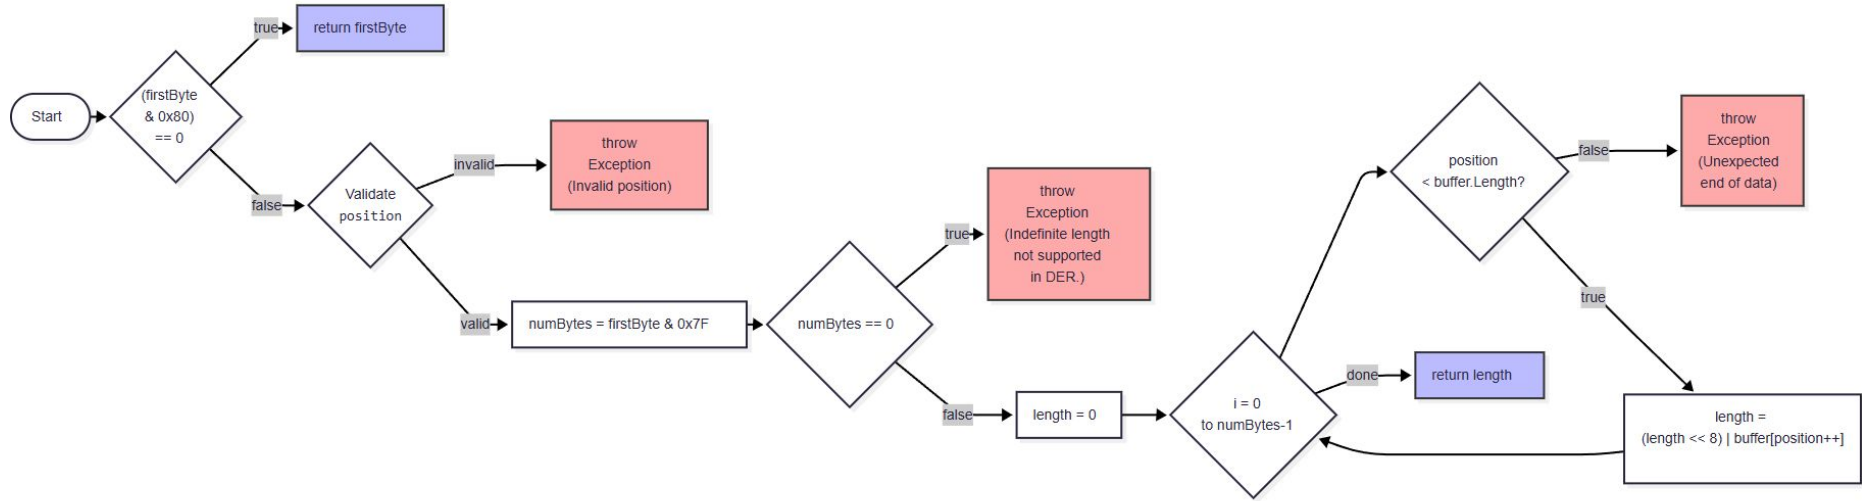 Start
(firstByte
& 0x80)
== 0
true
return firstByte
false
Validate
position
invalid
throw
Exception
(Invalid position)
valid
numBytes = firstByte & 0x7F
numBytes == 0
true
throw
Exception
(Indefinite length
not supported
in DER.)
false
length = 0
i = 0
to numBytes-1
done
return length
position
< buffer.Length?
false
throw
Exception
(Unexpected
end of data)
true
length =
(length << 8) | buffer[position++]